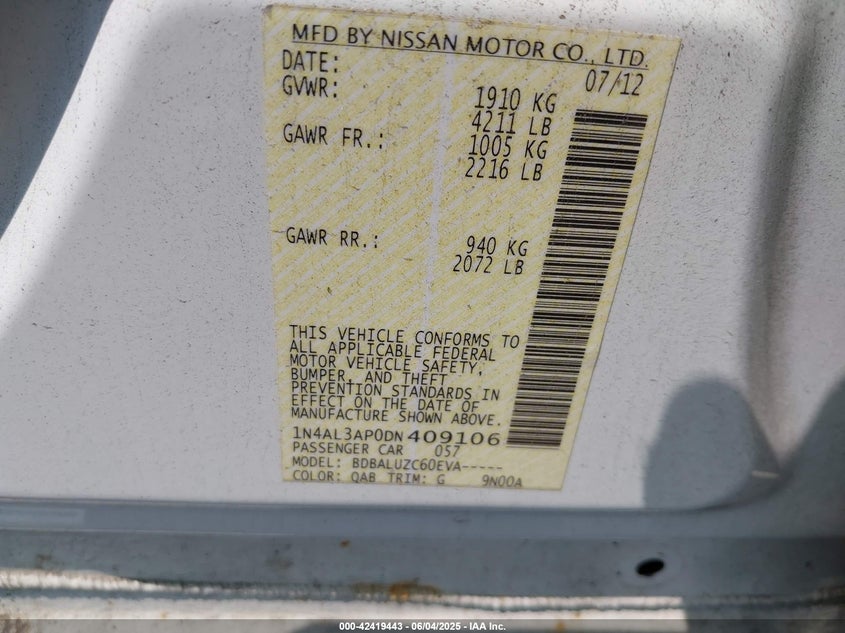 MFD BY NISSAN MOTOR CO., LTD.
DATE: 07/12
GVWR: 1910 KG
4211 LB
GAWR FR.: 1005 KG
2216 LB
GAWR RR.: 940 KG
2072 LB
THIS VEHICLE CONFORMS TO
ALL APPLICABLE FEDERAL
MOTOR VEHICLE SAFETY,
BUMPER, AND THEFT
PREVENTION STANDARDS IN
EFFECT ON THE DATE OF
MANUFACTURE SHOWN ABOVE.
1N4AL3AP0DN409106
PASSENGER CAR 057
MODEL: BDBALUZC60EVA-----
COLOR: QAB TRIM: G 9N00A
000-42419443 - 06/04/2025 - IAA Inc.